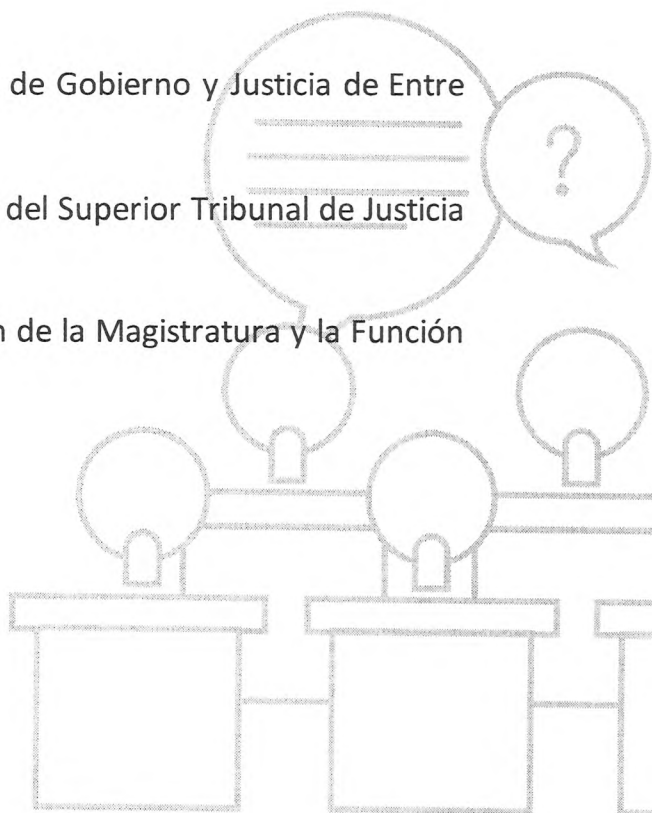 de Gobierno y Justicia de Entre
?
del Superior Tribunal de Justicia
de la Magistratura y la Función